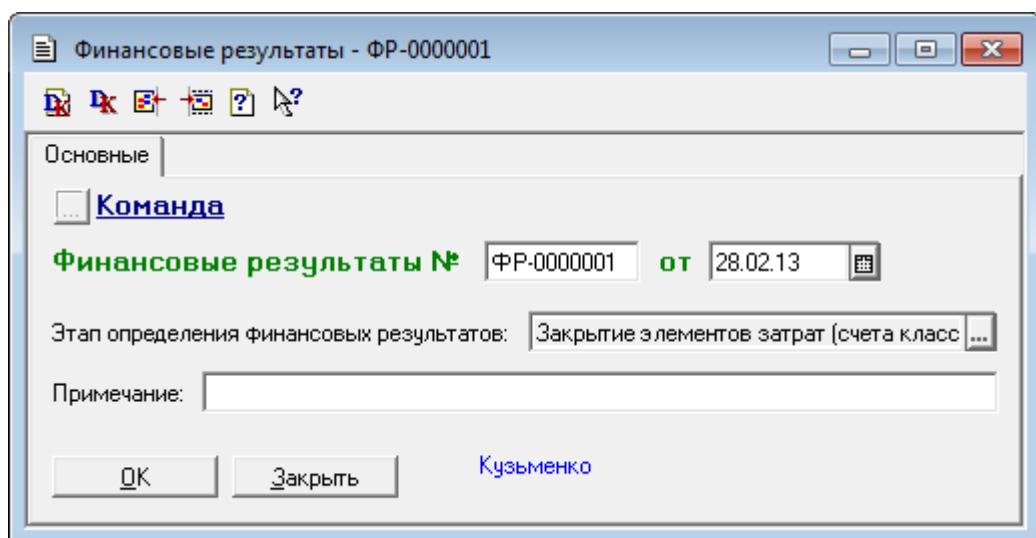 Финансовые результаты - ФР-0000001
Основные
... Команда
Финансовые результаты № ФР-0000001 от 28.02.13
Этап определения финансовых результатов: Закрытие элементов затрат (счета класс ...
Примечание:
OK Закрыть Кузьменко